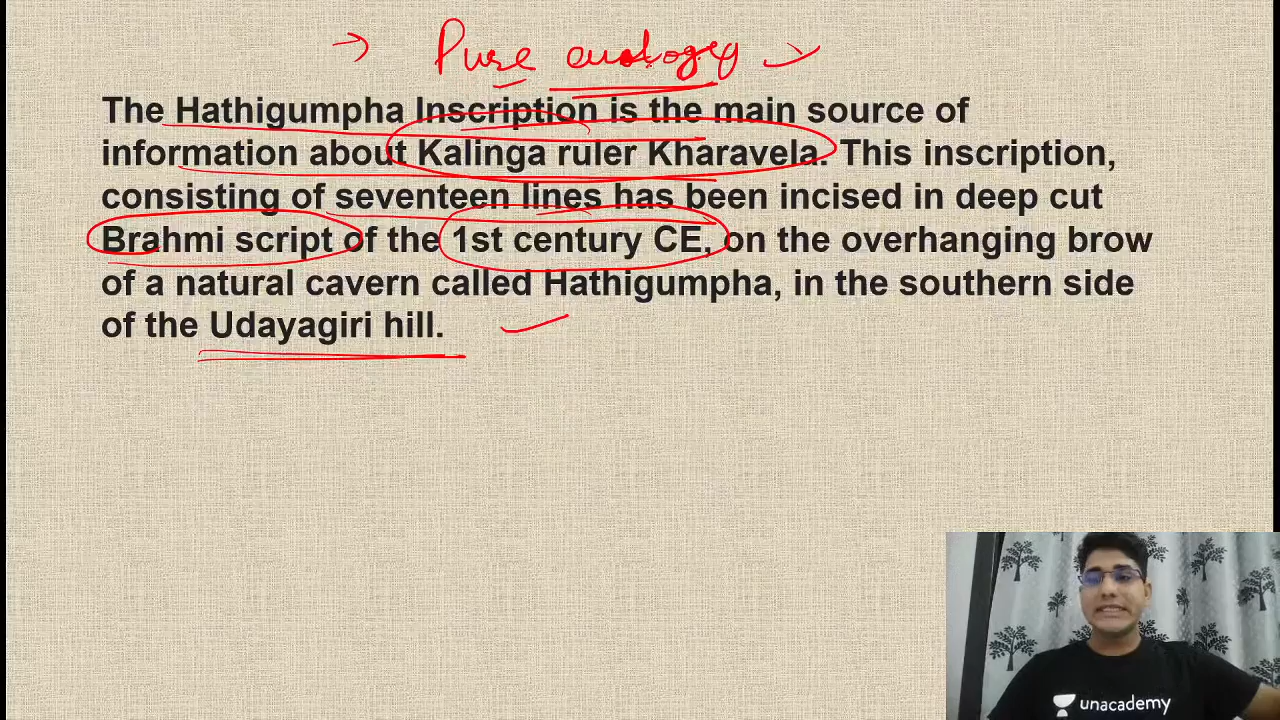 Pure analogy
The Hathigumpha Inscription is the main source of
information about Kalinga ruler Kharavela. This inscription,
consisting of seventeen lines has been incised in deep cut
Brahmi script of the 1st century CE, on the overhanging brow
of a natural cavern called Hathigumpha, in the southern side
of the Udayagiri hill.
unacademy